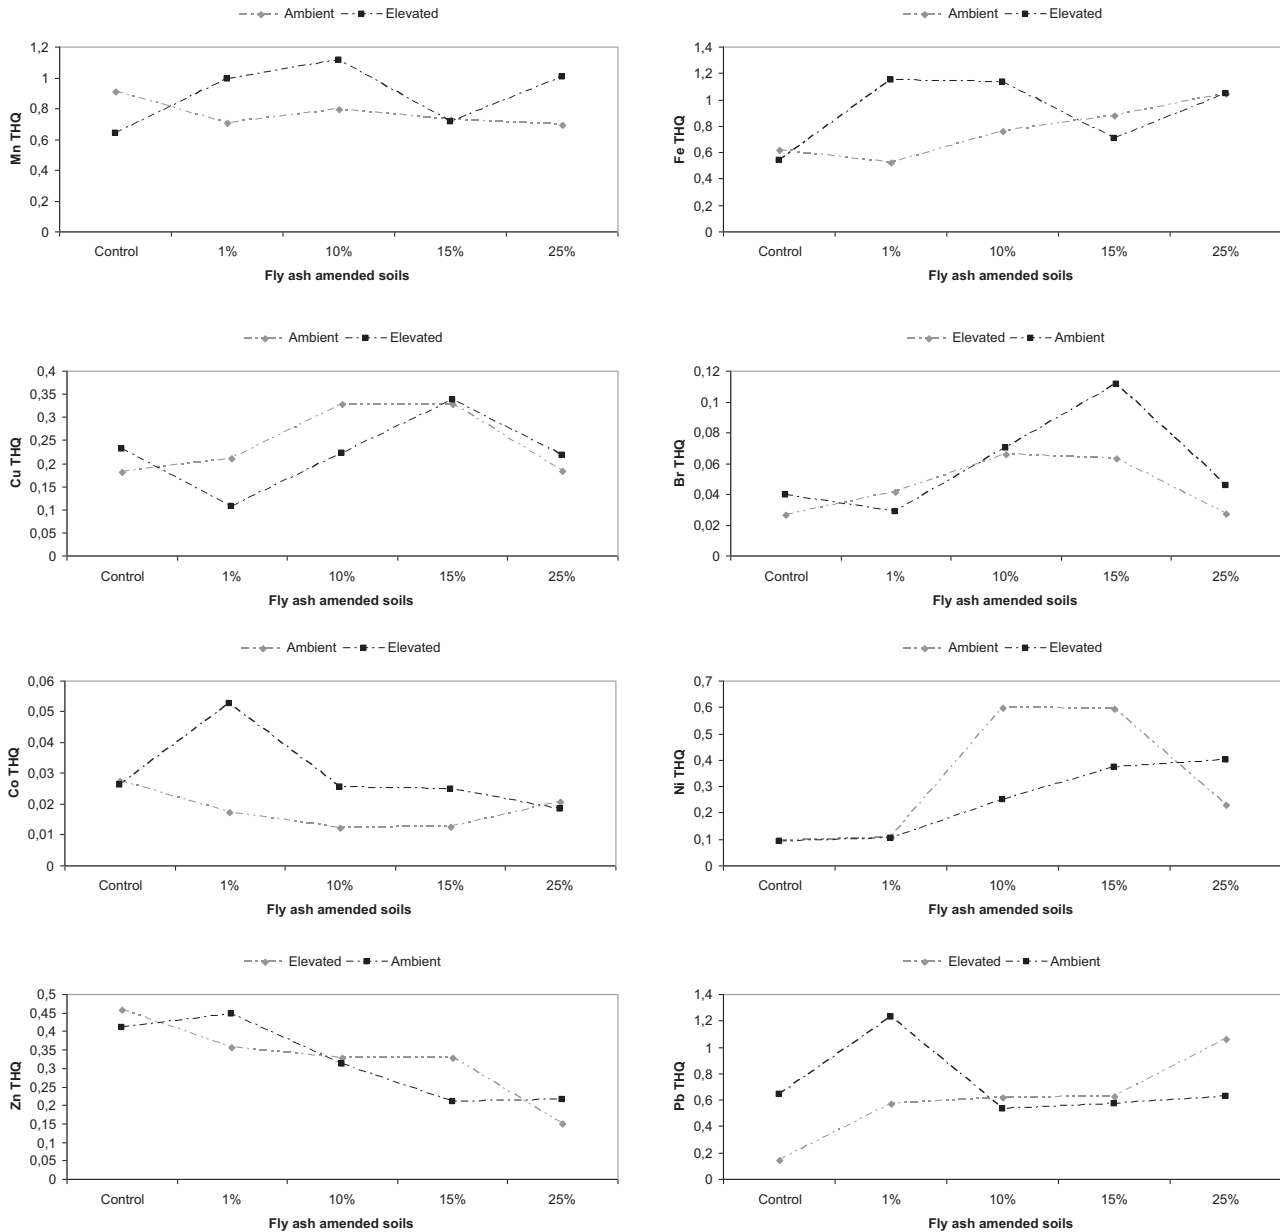 Ambient Elevated
Mn THQ
1,2
1
0,8
0,6
0,4
0,2
0
Control 1% 10% 15% 25%
Fly ash amended soils
Ambient Elevated
Fe THQ
1,4
1,2
1
0,8
0,6
0,4
0,2
0
Control 1% 10% 15% 25%
Fly ash amended soils
Ambient Elevated
Cu THQ
0,4
0,35
0,3
0,25
0,2
0,15
0,1
0,05
0
Control 1% 10% 15% 25%
Fly ash amended soils
Elevated Ambient
Br THQ
0,12
0,1
0,08
0,06
0,04
0,02
0
Control 1% 10% 15% 25%
Fly ash amended soils
Ambient Elevated
Co THQ
0,06
0,05
0,04
0,03
0,02
0,01
0
Control 1% 10% 15% 25%
Fly ash amended soils
Ambient Elevated
Ni THQ
0,7
0,6
0,5
0,4
0,3
0,2
0,1
0
Control 1% 10% 15% 25%
Fly ash amended soils
Elevated Ambient
Zn THQ
0,5
0,45
0,4
0,35
0,3
0,25
0,2
0,15
0,1
0,05
0
Control 1% 10% 15% 25%
Fly ash amended soils
Elevated Ambient
Pb THQ
1,4
1,2
1
0,8
0,6
0,4
0,2
0
Control 1% 10% 15% 25%
Fly ash amended soils